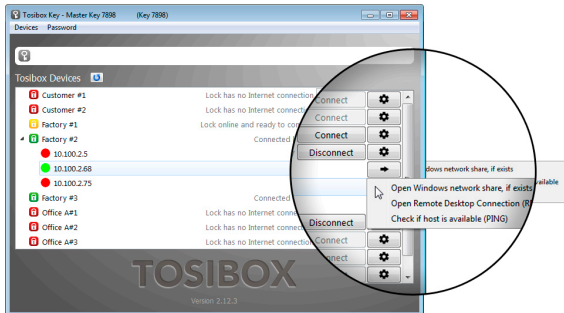 Tosibox Key - Master Key 7898 (Key 7898)
Devices Password
Tosibox Devices
Customer #1 Lock has no Internet connection Connect
Customer #2 Lock has no Internet connection Connect
Factory #1 Lock online and ready to con Connect
Factory #2 Connected Disconnect
10.100.2.5
10.100.2.68
dows network share, if exists
10.100.2.75
Open Windows network share, if exists
vailable
Factory #3 Connected Disconnect
Open Remote Desktop Connection (R
Office A#1 Lock has no Internet connection
Check if host is available (PING)
Office A#2 Lock has no Internet connection
Office A#3 Lock has no Internet connection Connect
nnect
TOSIBOX
Version 2.12.3